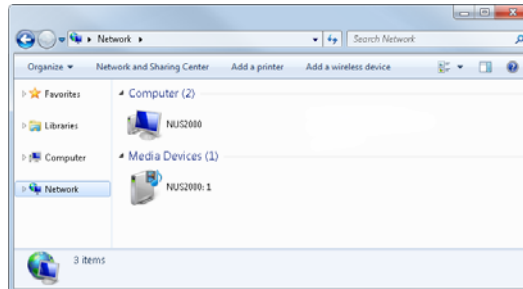 Network
Search Network
Organize
Network and Sharing Center
Add a printer
Add a wireless device
Favorites
Computer (2)
NUS2000
Libraries
Computer
Media Devices (1)
Network
NUS2000: 1
3 items